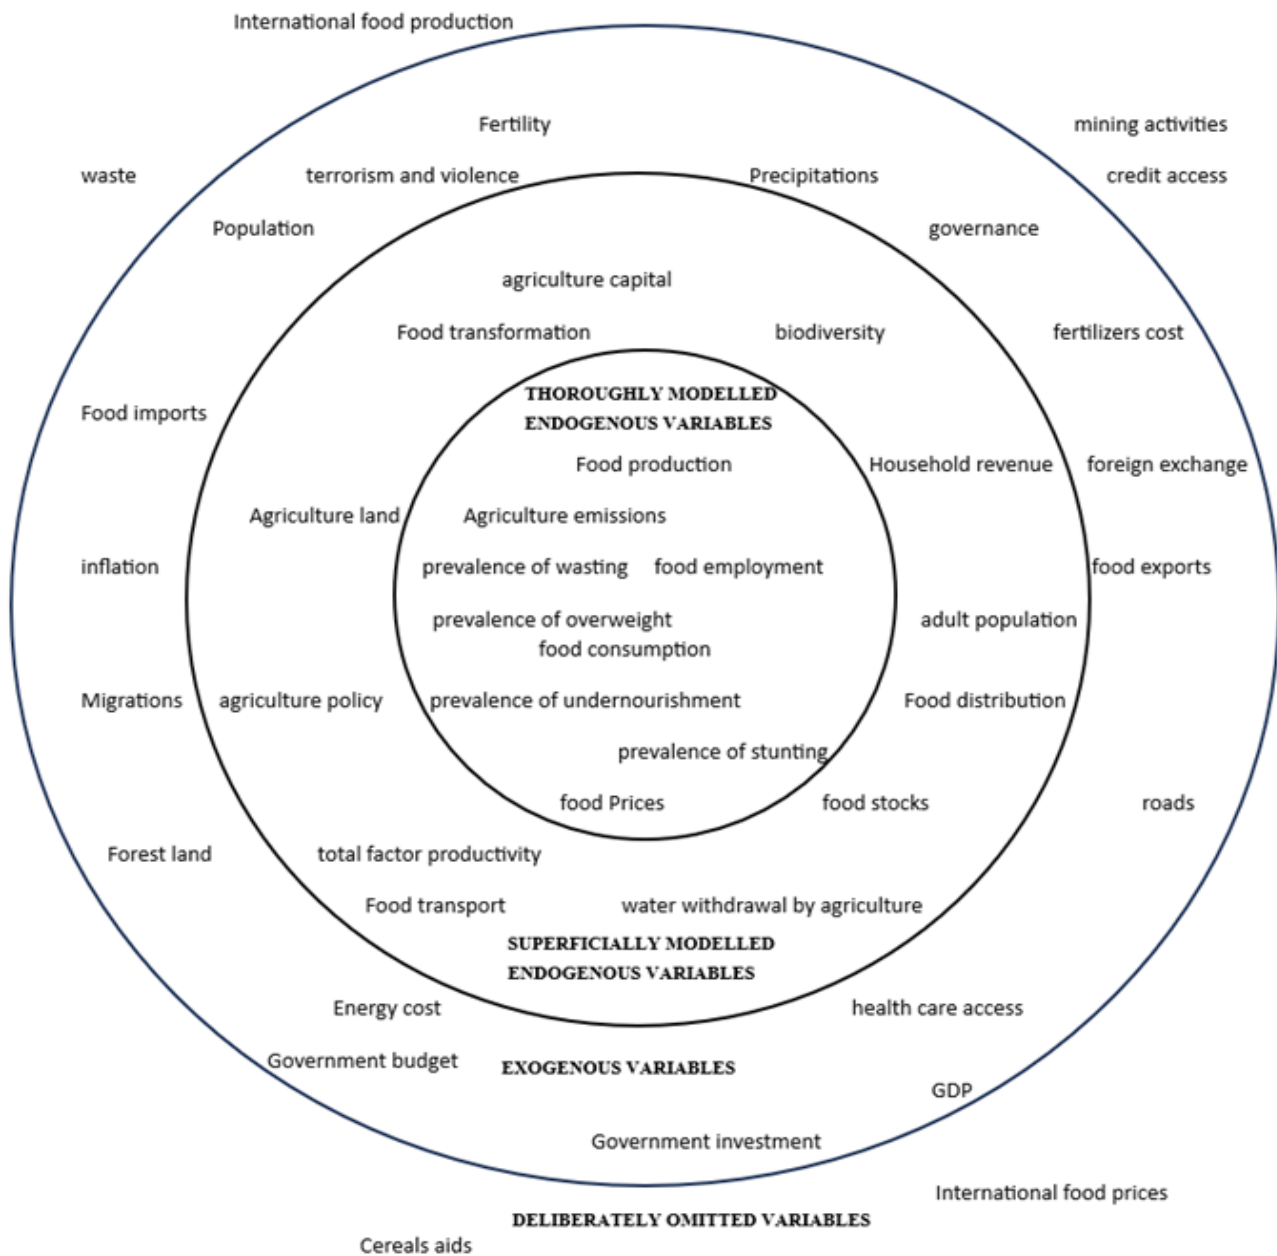 International food production
Fertility
mining activities
waste
terrorism and violence
Precipitations
credit access
Population
governance
agriculture capital
Food transformation
biodiversity
fertilizers cost
THOROUGHLY MODELLED
ENDOGENOUS VARIABLES
Food imports
Food production
Household revenue
foreign exchange
Agriculture land
Agriculture emissions
inflation
prevalence of wasting
food employment
food exports
prevalence of overweight
adult population
food consumption
Migrations
agriculture policy
prevalence of undernourishment
Food distribution
prevalence of stunting
food Prices
food stocks
roads
Forest land
total factor productivity
Food transport
water withdrawal by agriculture
SUPERFICIALLY MODELLED
ENDOGENOUS VARIABLES
Energy cost
health care access
Government budget
EXOGENOUS VARIABLES
GDP
Government investment
International food prices
DELIBERATELY OMITTED VARIABLES
Cereals aids